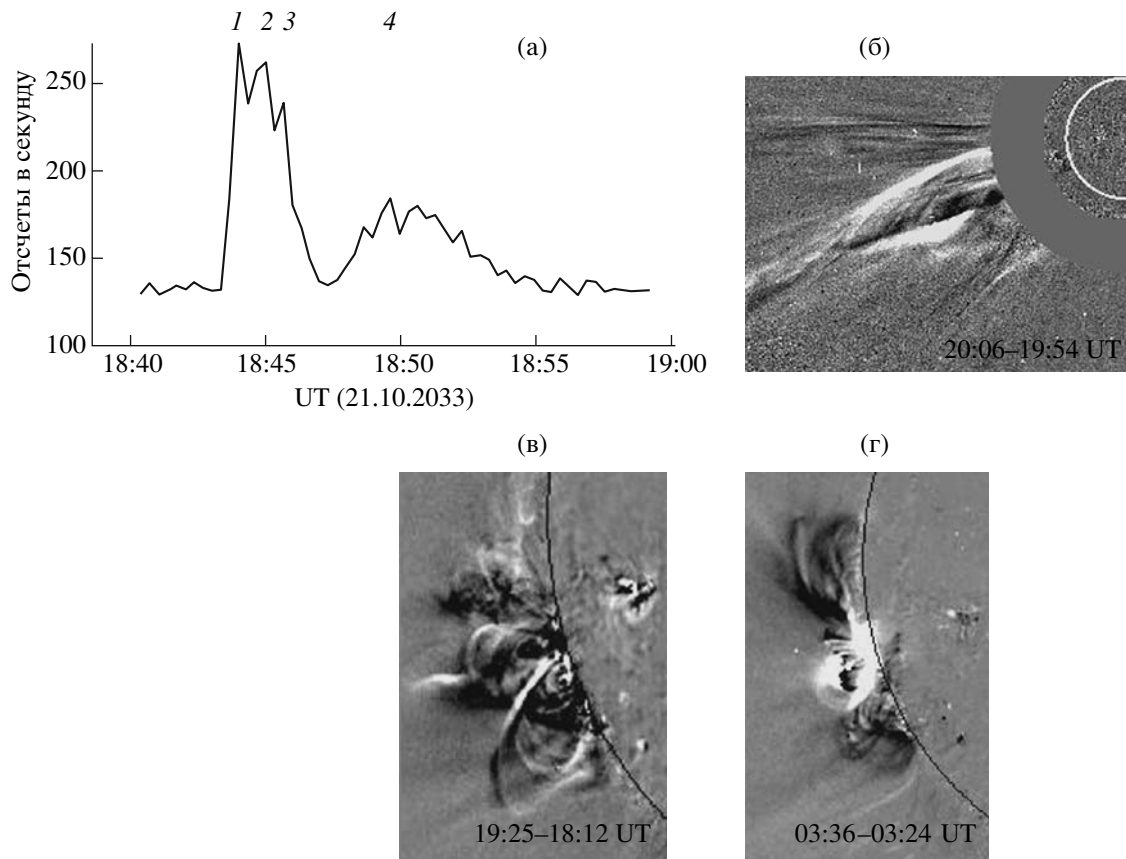 1 2 3 4
(а)
(б)
Отсчеты в секунду
250
200
150
100
18:40 18:45 18:50 18:55 19:00
UT (21.10.2033)
20:06–19:54 UT
(в)
(г)
19:25–18:12 UT
03:36–03:24 UT